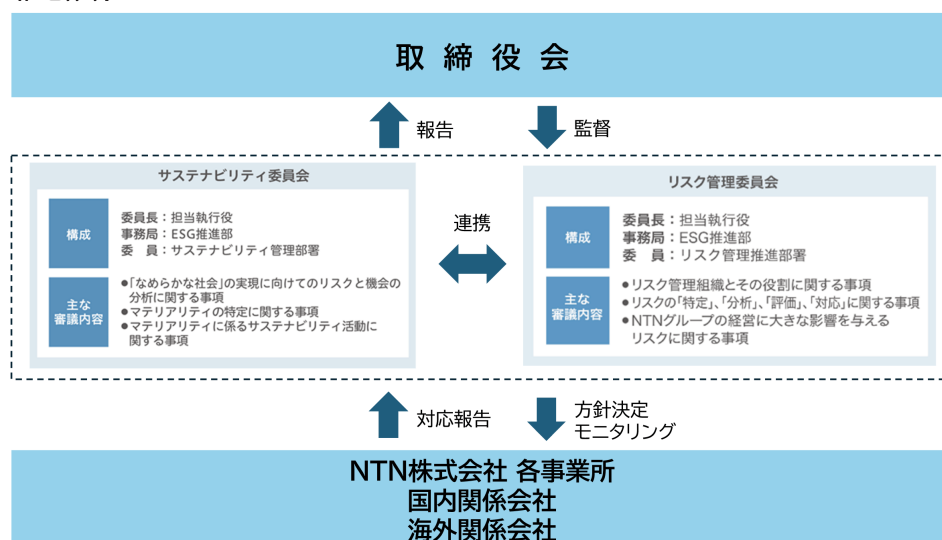 取締役会
報告
監督
サステナビリティ委員会
構成
委員長：担当執行役
事務局：ESG推進部
委　員：サステナビリティ管理部署
主な
審議内容
●「なめらかな社会」の実現に向けてのリスクと機会の
分析に関する事項
●マテリアリティの特定に関する事項
●マテリアリティに係るサステナビリティ活動に
関する事項
連携
リスク管理委員会
構成
委員長：担当執行役
事務局：ESG推進部
委　員：リスク管理推進部署
主な
審議内容
●リスク管理組織とその役割に関する事項
●リスクの「特定」、「分析」、「評価」、「対応」に関する事項
●NTNグループの経営に大きな影響を与える
リスクに関する事項
対応報告
方針決定
モニタリング
NTN株式会社 各事業所
国内関係会社
海外関係会社